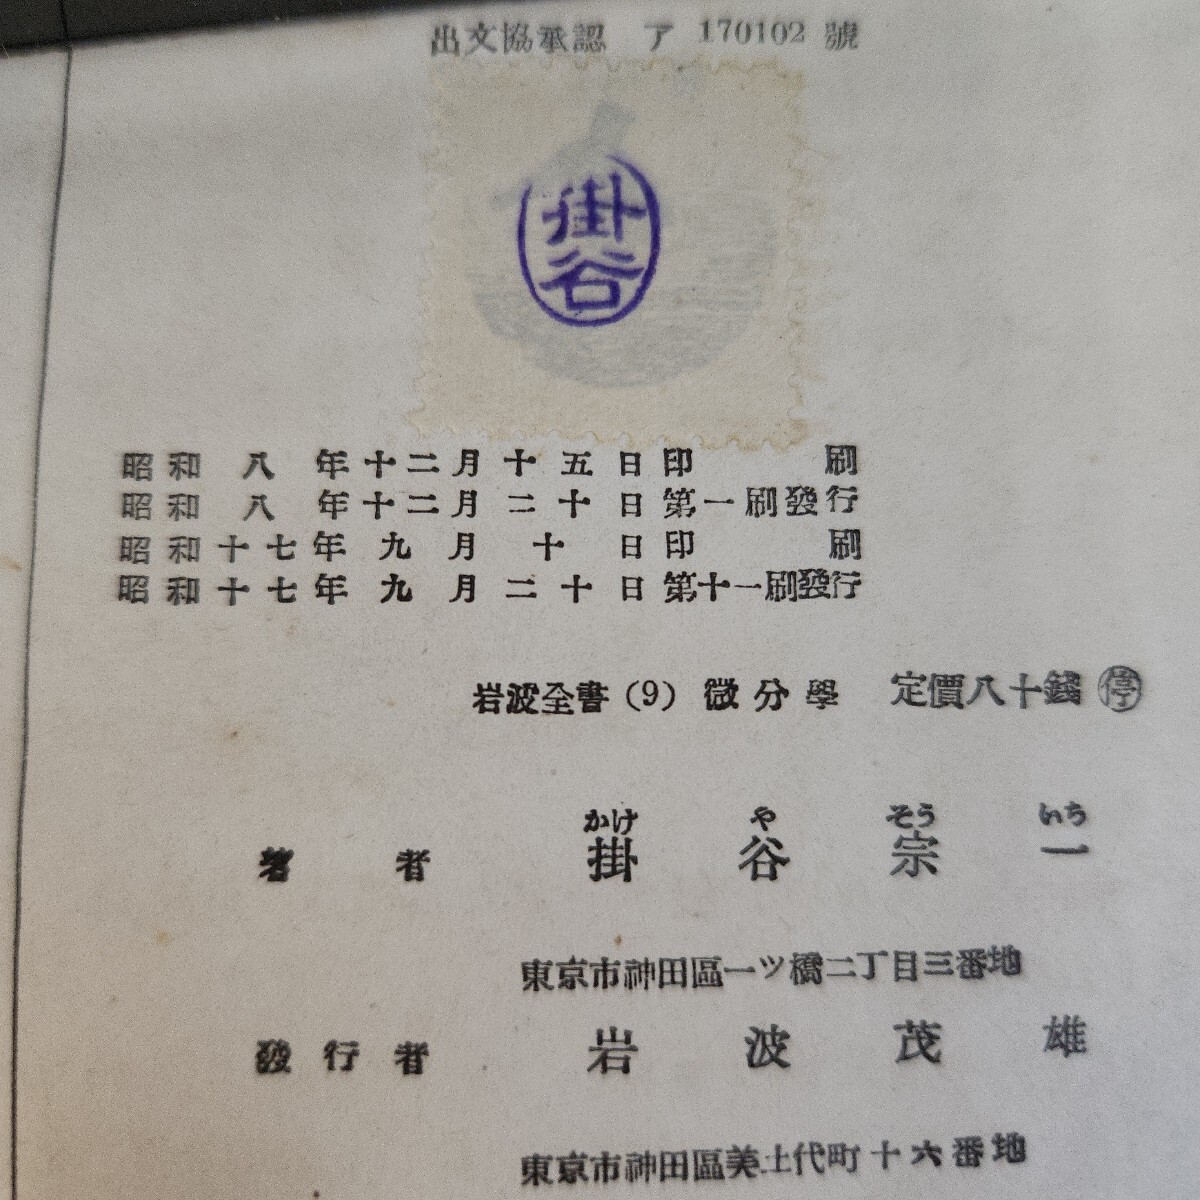 出文協承認 ア 170102 號
掛谷
昭和八年十二月十五日印刷
昭和八年十二月二十日第一刷發行
昭和十七年九月十日印刷
昭和十七年九月二十日第十一刷發行
岩波全書(9) 微分學 定價八十錢 停
かけ や そう いち
著者 掛谷宗一
東京市神田區一ツ橋二丁目三番地
發行者 岩波茂雄
東京市神田區美土代町十六番地